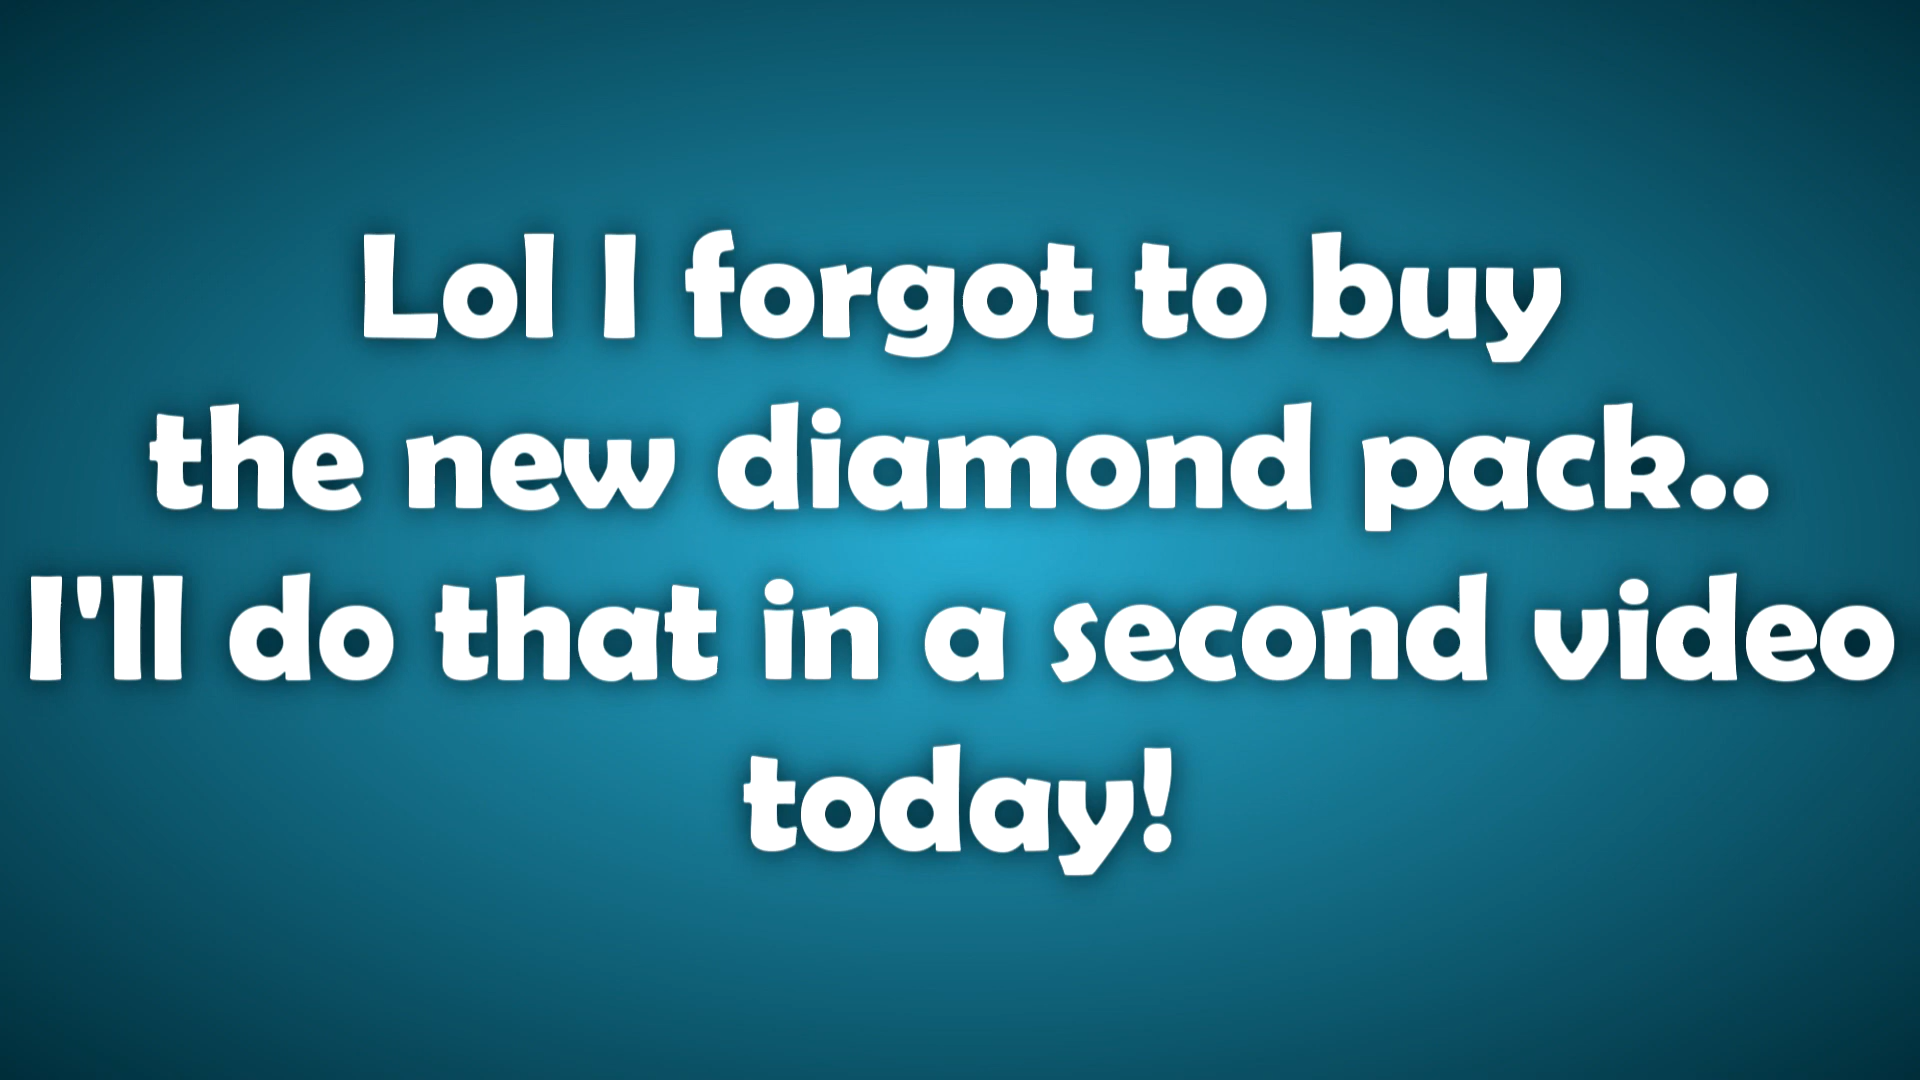 Lol I forgot to buy
the new diamond pack..
I'll do that in a second video
today!